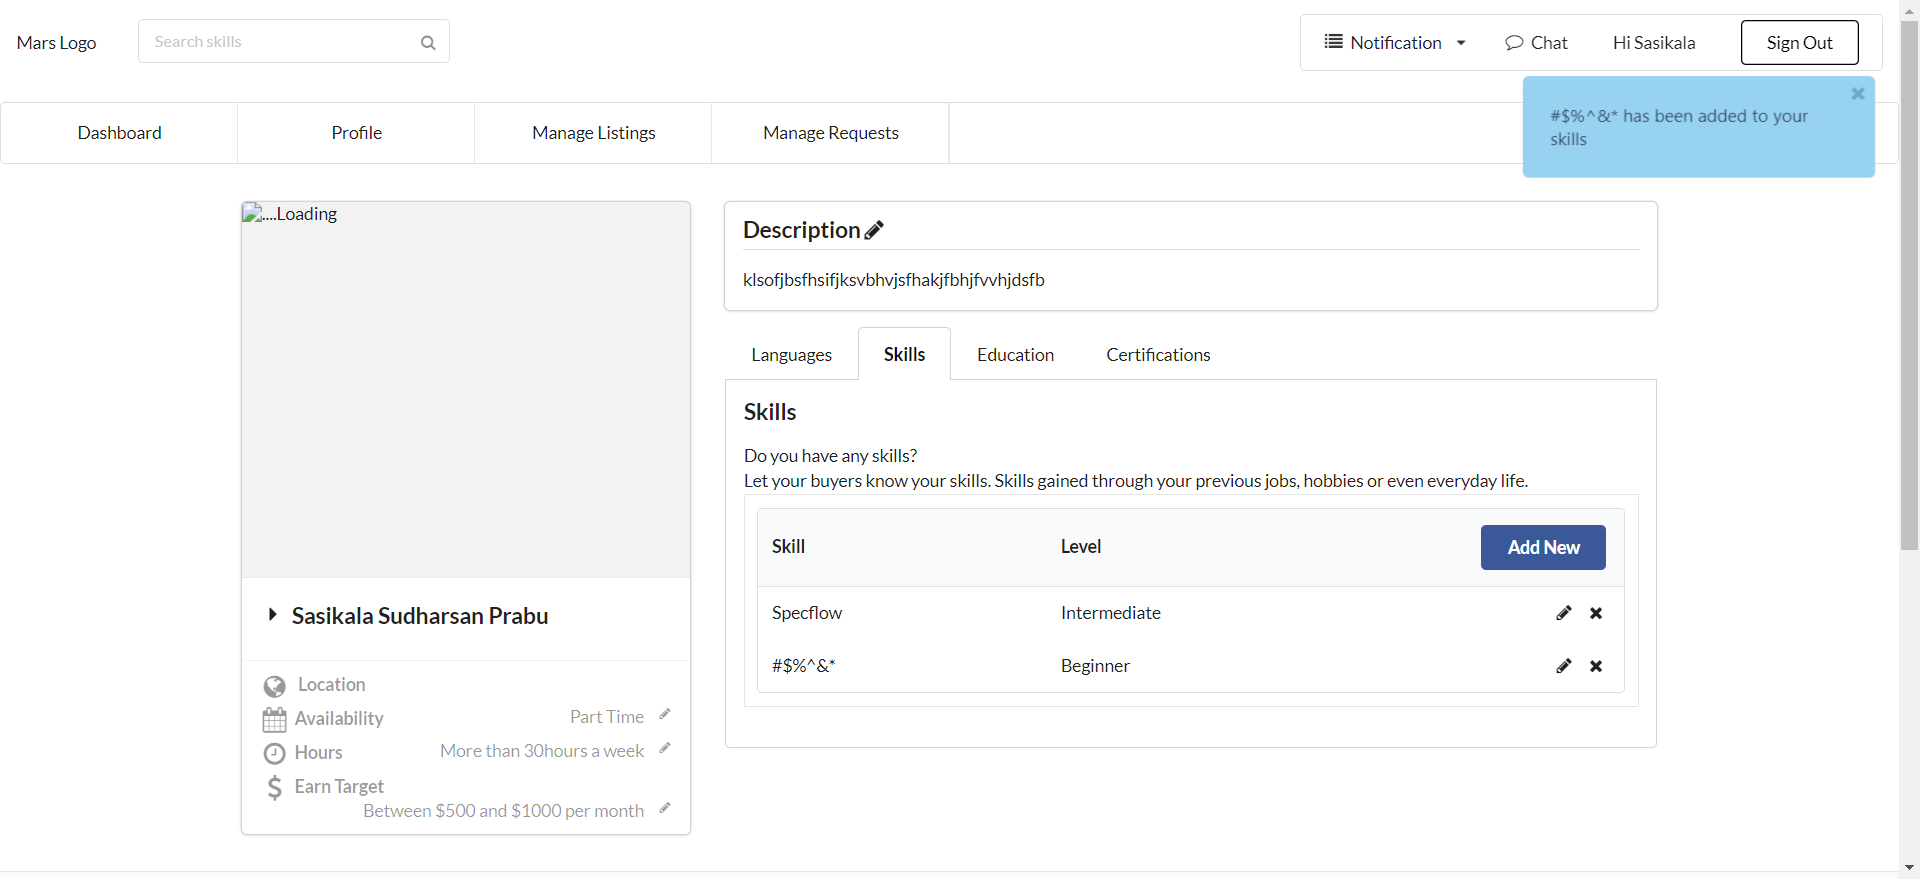 Mars Logo
Search skills
Notification
Chat
Hi Sasikala
Sign Out
#$%^&* has been added to your
skills
Dashboard
Profile
Manage Listings
Manage Requests
....Loading
Sasikala Sudharsan Prabu
Location
Availability
Part Time
Hours
More than 30hours a week
Earn Target
Between $500 and $1000 per month
Description
klsofjbsfhsifjksvbhvjsfhakjfbhjfvvhjdsfb
Languages
Skills
Education
Certifications
Skills
Do you have any skills?
Let your buyers know your skills. Skills gained through your previous jobs, hobbies or even everyday life.
Skill
Level
Add New
Specflow
Intermediate
#$%^&*
Beginner